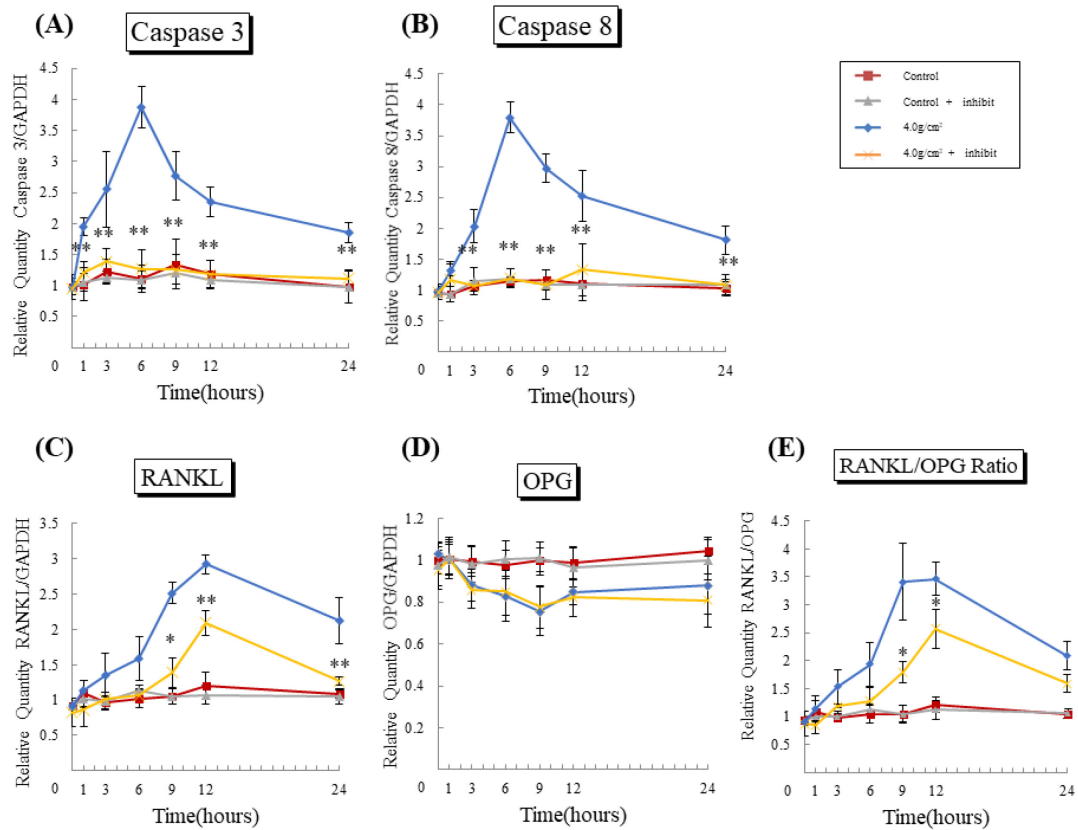 (A)
Caspase 3
Relative Quantity Caspase 3/GAPDH
4.5
4
3.5
3
2.5
2
1.5
1
0.5
** ** ** ** **
0 1 3 6 9 12 24
Time(hours)
(B)
Caspase 8
Relative Quantity Caspase 8/GAPDH
4.5
4
3.5
3
2.5
2
1.5
1
0.5
** ** ** ** **
0 1 3 6 9 12 24
Time(hours)
Control
Control + inhibit
4.0g/cm²
4.0g/cm² + inhibit
(C)
RANKL
Relative Quantity RANKL/GAPDH
3.5
3
2.5
2
1.5
1
0.5
* ** **
0 1 3 6 9 12 24
Time(hours)
(D)
OPG
Relative Quantity OPG/GAPDH
1.2
1
0.8
0.6
0.4
0.2
0 1 3 6 9 12 24
Time(hours)
(E)
RANKL/OPG Ratio
Relative Quantity RANKL/OPG
4.5
4
3.5
3
2.5
2
1.5
1
0.5
* *
0 1 3 6 9 12 24
Time(hours)